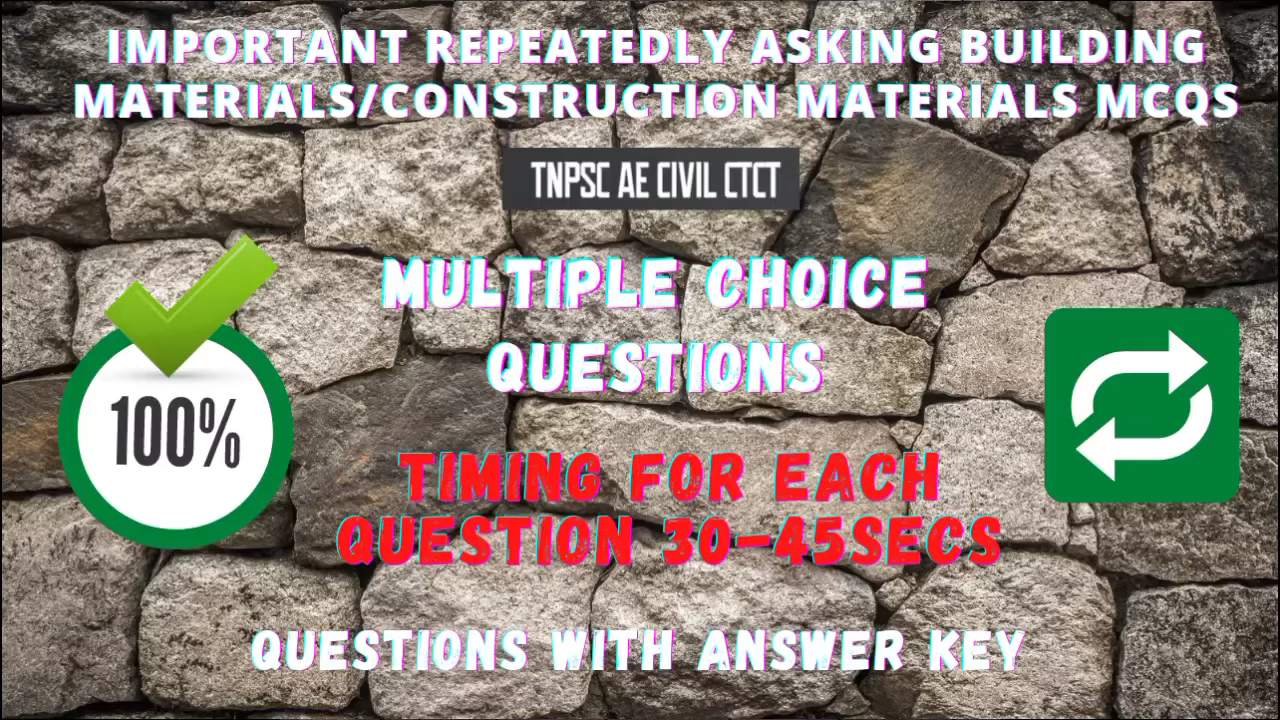 IMPORTANT REPEATEDLY ASKING BUILDING
MATERIALS/CONSTRUCTION MATERIALS MCQS
TNPSC AE CIVIL CTCT
MULTIPLE CHOICE
QUESTIONS
100%
TIMING FOR EACH
QUESTION 30-45SECS
QUESTIONS WITH ANSWER KEY